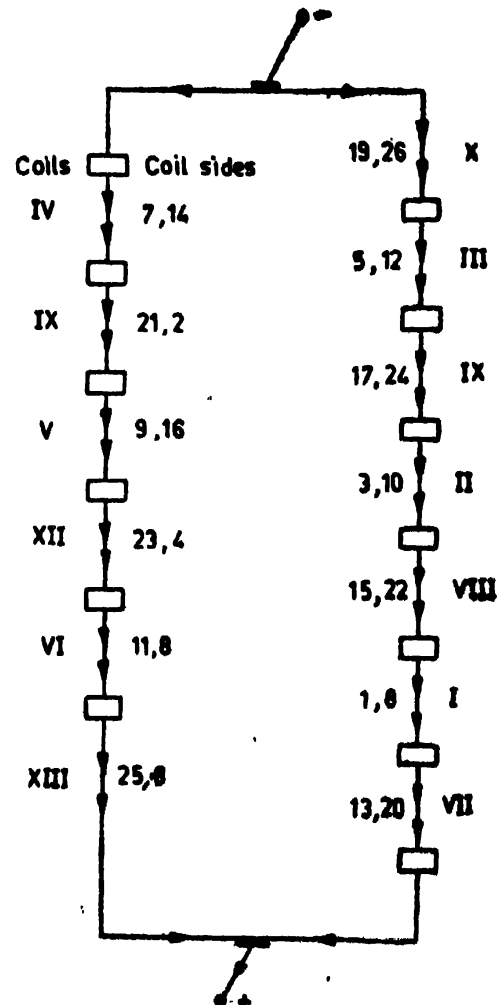 −
Coils Coil sides
IV 7,14
IX 21,2
V 9,16
XII 23,4
VI 11,8
XIII
19,26 X
5,12 III
17,24 IX
3,10 II
15,22 VIII
1,8 I
13,20 VII
+